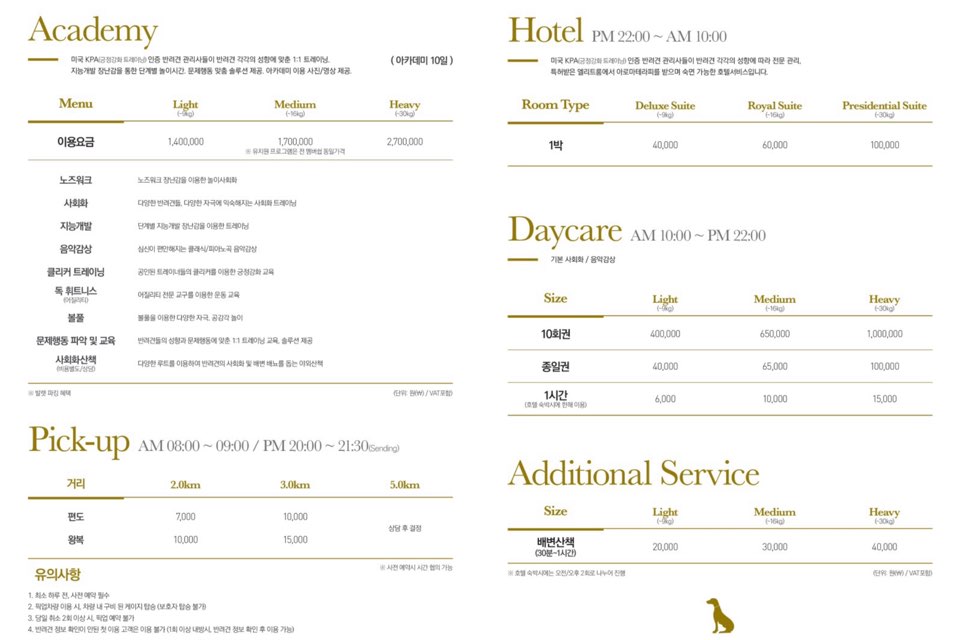 Academy
미국 KPA(긍정강화 트레이닝) 인증 반려견 관리사들이 반려견 각각의 성향에 맞춘 1:1 트레이닝.
지능개발 장난감을 통한 단계별 놀이시간. 문제행동 맞춤 솔루션 제공. 아카데미 이용 사진/영상 제공.
( 아카데미 10일 )
Menu Light Medium Heavy
(~9kg) (~16kg) (~30kg)
이용요금 1,400,000 1,700,000 2,700,000
※ 유치원 프로그램은 전 멤버쉽 동일가격
노즈워크 노즈워크 장난감을 이용한 놀이사회화
사회화 다양한 반려견들, 다양한 자극에 익숙해지는 사회화 트레이닝
지능개발 단계별 지능개발 장난감을 이용한 트레이닝
음악감상 심신이 편안해지는 클래식/피아노곡 음악감상
클리커 트레이닝 공인된 트레이너들의 클리커를 이용한 긍정강화 교육
독 휘트니스 어질리티 전문 교구를 이용한 운동 교육
(어질리티)
볼풀 볼풀을 이용한 다양한 자극, 공감각 놀이
문제행동 파악 및 교육 반려견들의 성향과 문제행동에 맞춘 1:1 트레이닝 교육, 솔루션 제공
사회화산책 다양한 루트를 이용하여 반려견의 사회화 및 배변 배뇨를 돕는 야외산책
(비용별도/상담)
※ 발렛 파킹 혜택 (단위: 원(₩) / VAT포함)
Pick-up AM 08:00 ~ 09:00 / PM 20:00 ~ 21:30(Sending)
거리 2.0km 3.0km 5.0km
편도 7,000 10,000
상담 후 결정
왕복 10,000 15,000
※ 사전 예약시 시간 협의 가능
유의사항
1. 최소 하루 전, 사전 예약 필수
2. 픽업차량 이용 시, 차량 내 구비 된 케이지 탑승 (보호자 탑승 불가)
3. 당일 취소 2회 이상 시, 픽업 예약 불가
4. 반려견 정보 확인이 안된 첫 이용 고객은 이용 불가 (1회 이상 내방시, 반려견 정보 확인 후 이용 가능)
Hotel PM 22:00 ~ AM 10:00
미국 KPA(긍정강화 트레이닝) 인증 반려견 관리사들이 반려견 각각의 성향에 따라 전문 관리.
특허받은 펠리트룸에서 아로마테라피를 받으며 숙면 가능한 호텔서비스입니다.
Room Type Deluxe Suite Royal Suite Presidential Suite
(~9kg) (~16kg) (~30kg)
1박 40,000 60,000 100,000
Daycare AM 10:00 ~ PM 22:00
기본 사회화 / 음악감상
Size Light Medium Heavy
(~9kg) (~16kg) (~30kg)
10회권 400,000 650,000 1,000,000
종일권 40,000 65,000 100,000
1시간 6,000 10,000 15,000
(호텔 숙박시에 한해 이용)
Additional Service
Size Light Medium Heavy
(~9kg) (~16kg) (~30kg)
배변산책 20,000 30,000 40,000
(30분~1시간)
※ 호텔 숙박시에는 오전/오후 2회로 나누어 진행 (단위: 원(₩) / VAT포함)